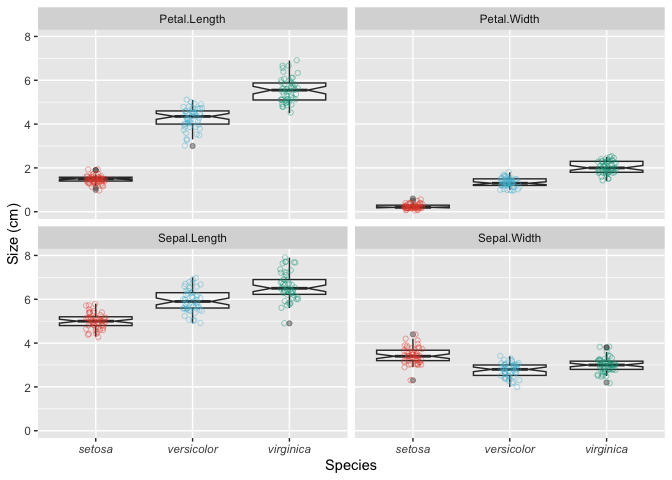 Petal.Length
Petal.Width
8
6
4
2
0
Sepal.Length
Sepal.Width
8
6
4
2
0
Size (cm)
setosa
versicolor
virginica
setosa
versicolor
virginica
Species